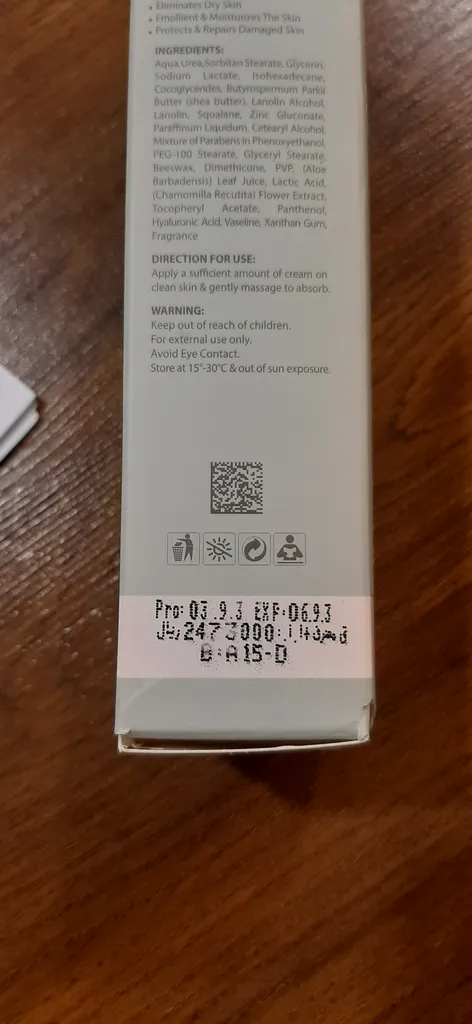 • Eliminates Dry Skin
• Emollient & Moisturizes The Skin
• Protects & Repairs Damaged Skin
INGREDIENTS:
Aqua,Urea,Sorbitan Stearate, Glycerin,
Sodium Lactate, Isohexadecane,
Cocoglycerides, Butyrospermum Parkii
Butter (shea butter), Lanolin Alcohol,
Lanolin, Squalane, Zinc Gluconate,
Paraffinum Liquidum, Cetearyl Alcohol,
Mixture of Parabens in Phenoxyethanol,
PEG-100 Stearate, Glyceryl Stearate,
Beeswax, Dimethicone, PVP, (Aloe
Barbadensis) Leaf Juice, Lactic Acid,
(Chamomilla Recutita) Flower Extract,
Tocopheryl Acetate, Panthenol,
Hyaluronic Acid, Vaseline, Xanthan Gum,
Fragrance
DIRECTION FOR USE:
Apply a sufficient amount of cream on
clean skin & gently massage to absorb.
WARNING:
Keep out of reach of children.
For external use only.
Avoid Eye Contact.
Store at 15°-30°C & out of sun exposure.
Pro: 03.9.3 EXP: 06.9.3
B: A 15-D